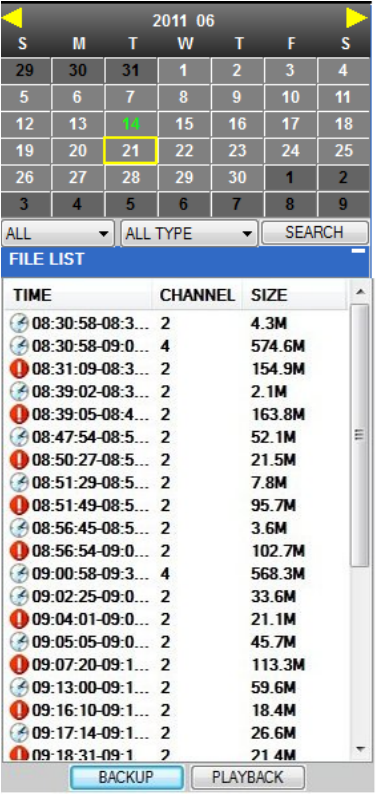 2011 06
S M T W T F S
29 30 31 1 2 3 4
5 6 7 8 9 10 11
12 13 14 15 16 17 18
19 20 21 22 23 24 25
26 27 28 29 30 1 2
3 4 5 6 7 8 9
ALL ALL TYPE SEARCH
FILE LIST
TIME CHANNEL SIZE
08:30:58-08:3... 2 4.3M
08:30:58-09:0... 4 574.6M
08:31:09-08:3... 2 154.9M
08:39:02-08:3... 2 2.1M
08:39:05-08:4... 2 163.8M
08:47:54-08:5... 2 52.1M
08:50:27-08:5... 2 21.5M
08:51:29-08:5... 2 7.8M
08:51:49-08:5... 2 95.7M
08:56:45-08:5... 2 3.6M
08:56:54-09:0... 2 102.7M
09:00:58-09:3... 4 568.3M
09:02:25-09:0... 2 33.6M
09:04:01-09:0... 2 21.1M
09:05:05-09:0... 2 45.7M
09:07:20-09:1... 2 113.3M
09:13:00-09:1... 2 59.6M
09:16:10-09:1... 2 18.4M
09:17:14-09:1... 2 26.6M
09:18:31-09:1 2 21.4M
BACKUP PLAYBACK